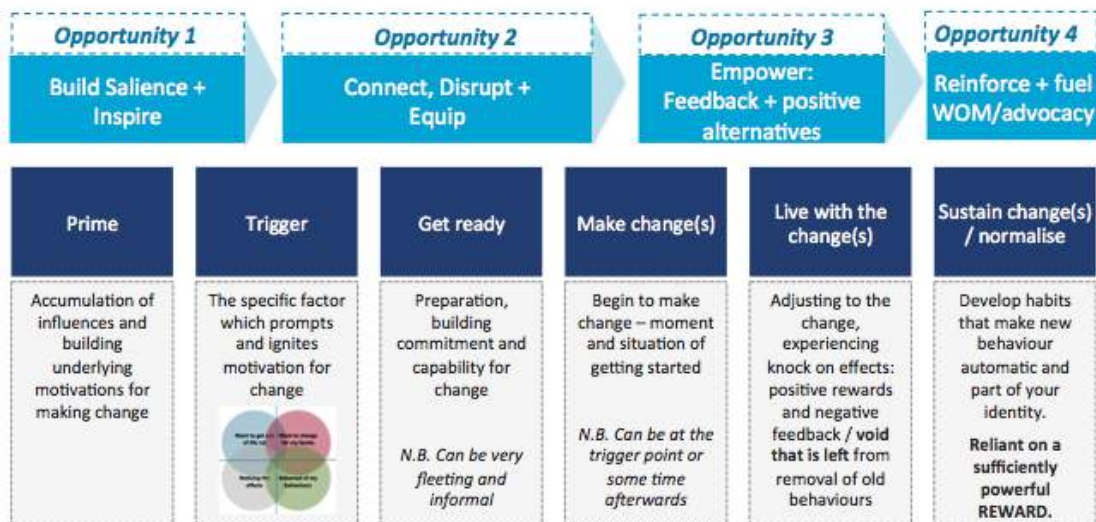 Opportunity 1
Build Salience +
Inspire
Opportunity 2
Connect, Disrupt +
Equip
Opportunity 3
Empower:
Feedback + positive
alternatives
Opportunity 4
Reinforce + fuel
WOM/advocacy
Prime
Trigger
Get ready
Make change(s)
Live with the
change(s)
Sustain change(s)
/ normalise
Accumulation of
influences and
building
underlying
motivations for
making change
The specific factor
which prompts
and ignites
motivation for
change
Preparation,
building
commitment and
capability for
change
N.B. Can be very
fleeting and
informal
Begin to make
change – moment
and situation of
getting started
N.B. Can be at the
trigger point or
some time
afterwards
Adjusting to the
change,
experiencing
knock on effects:
positive rewards
and negative
feedback / void
that is left from
removal of old
behaviours
Develop habits
that make new
behaviour
automatic and
part of your
identity.
Reliant on a
sufficiently
powerful
REWARD.